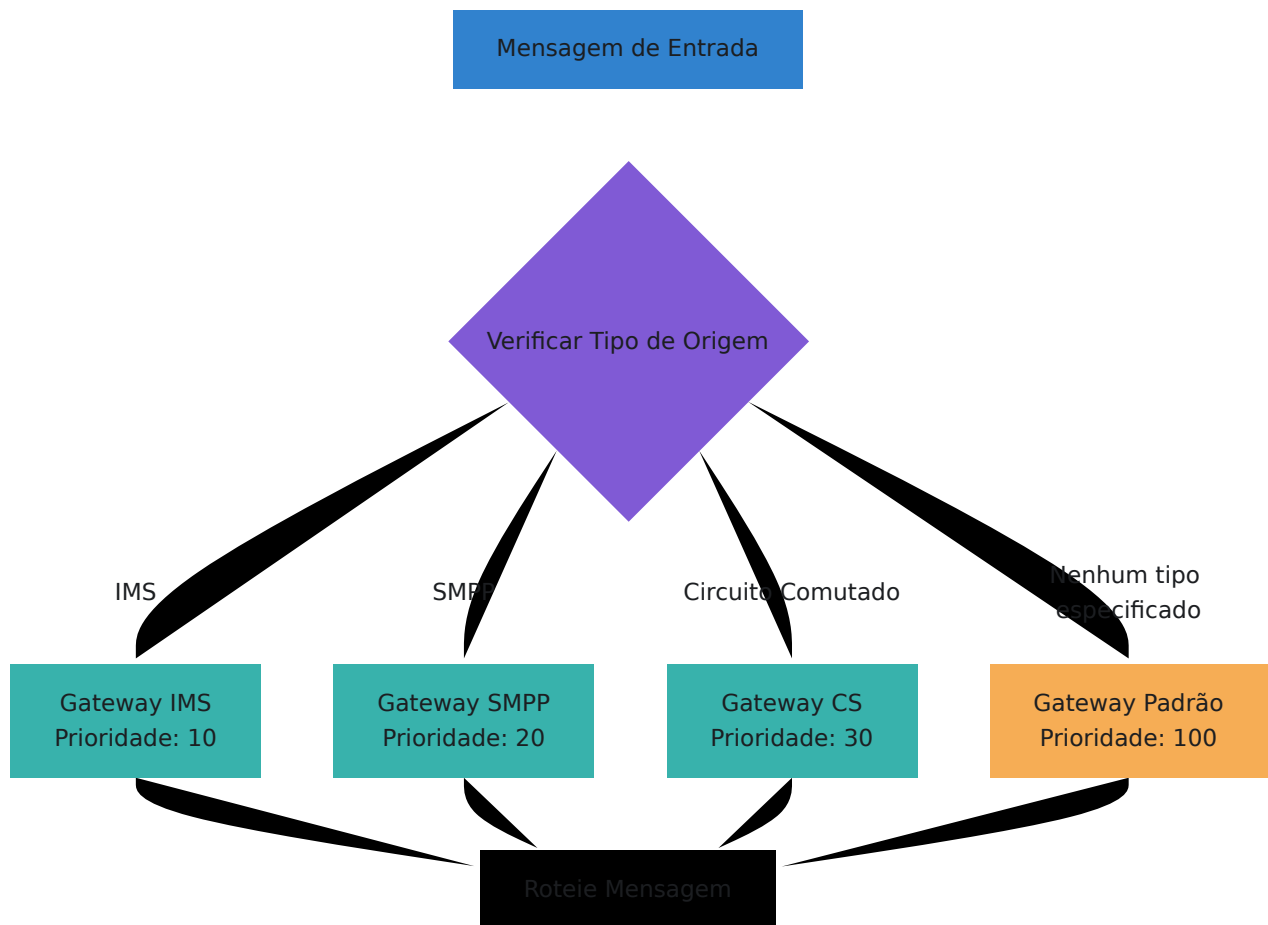 Mensagem de Entrada
Verificar Tipo de Origem
IMS
SMPP
Circuito Comutado
Nenhum tipo
especificado
Gateway IMS
Prioridade: 10
Gateway SMPP
Prioridade: 20
Gateway CS
Prioridade: 30
Gateway Padrão
Prioridade: 100
Roteie Mensagem